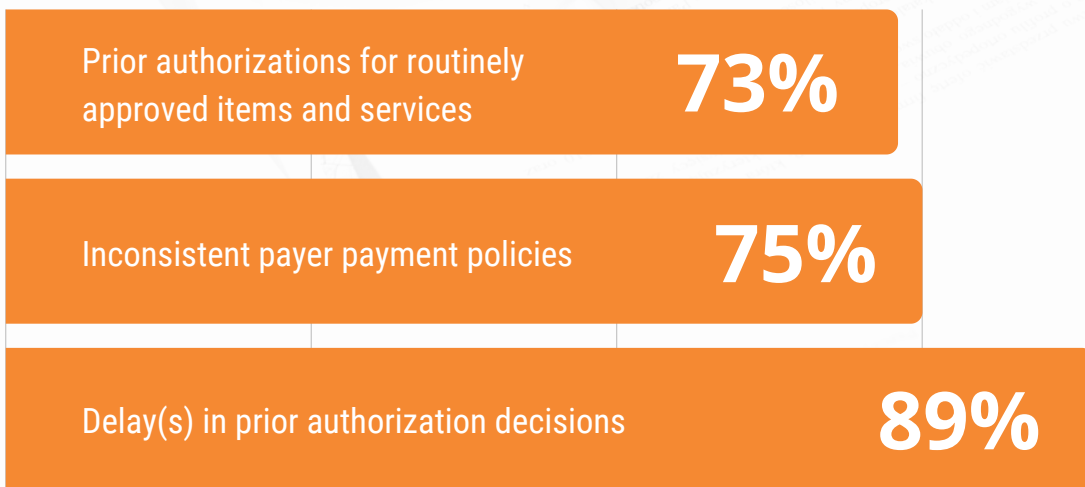 Prior authorizations for routinely
approved items and services
73%
Inconsistent payer payment policies
75%
Delay(s) in prior authorization decisions
89%